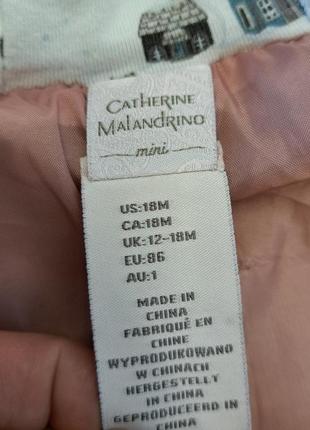 CATHERINE
MALANDRINO
mini
US:18M
CA:18M
UK:12-18M
EU:86
AU:1
MADE IN
CHINA
FABRIQUÉ EN
CHINE
WYPRODUKOWANO
W CHINACH
HERGESTELLT
IN CHINA
GEPRODUCEERD IN
CHINA